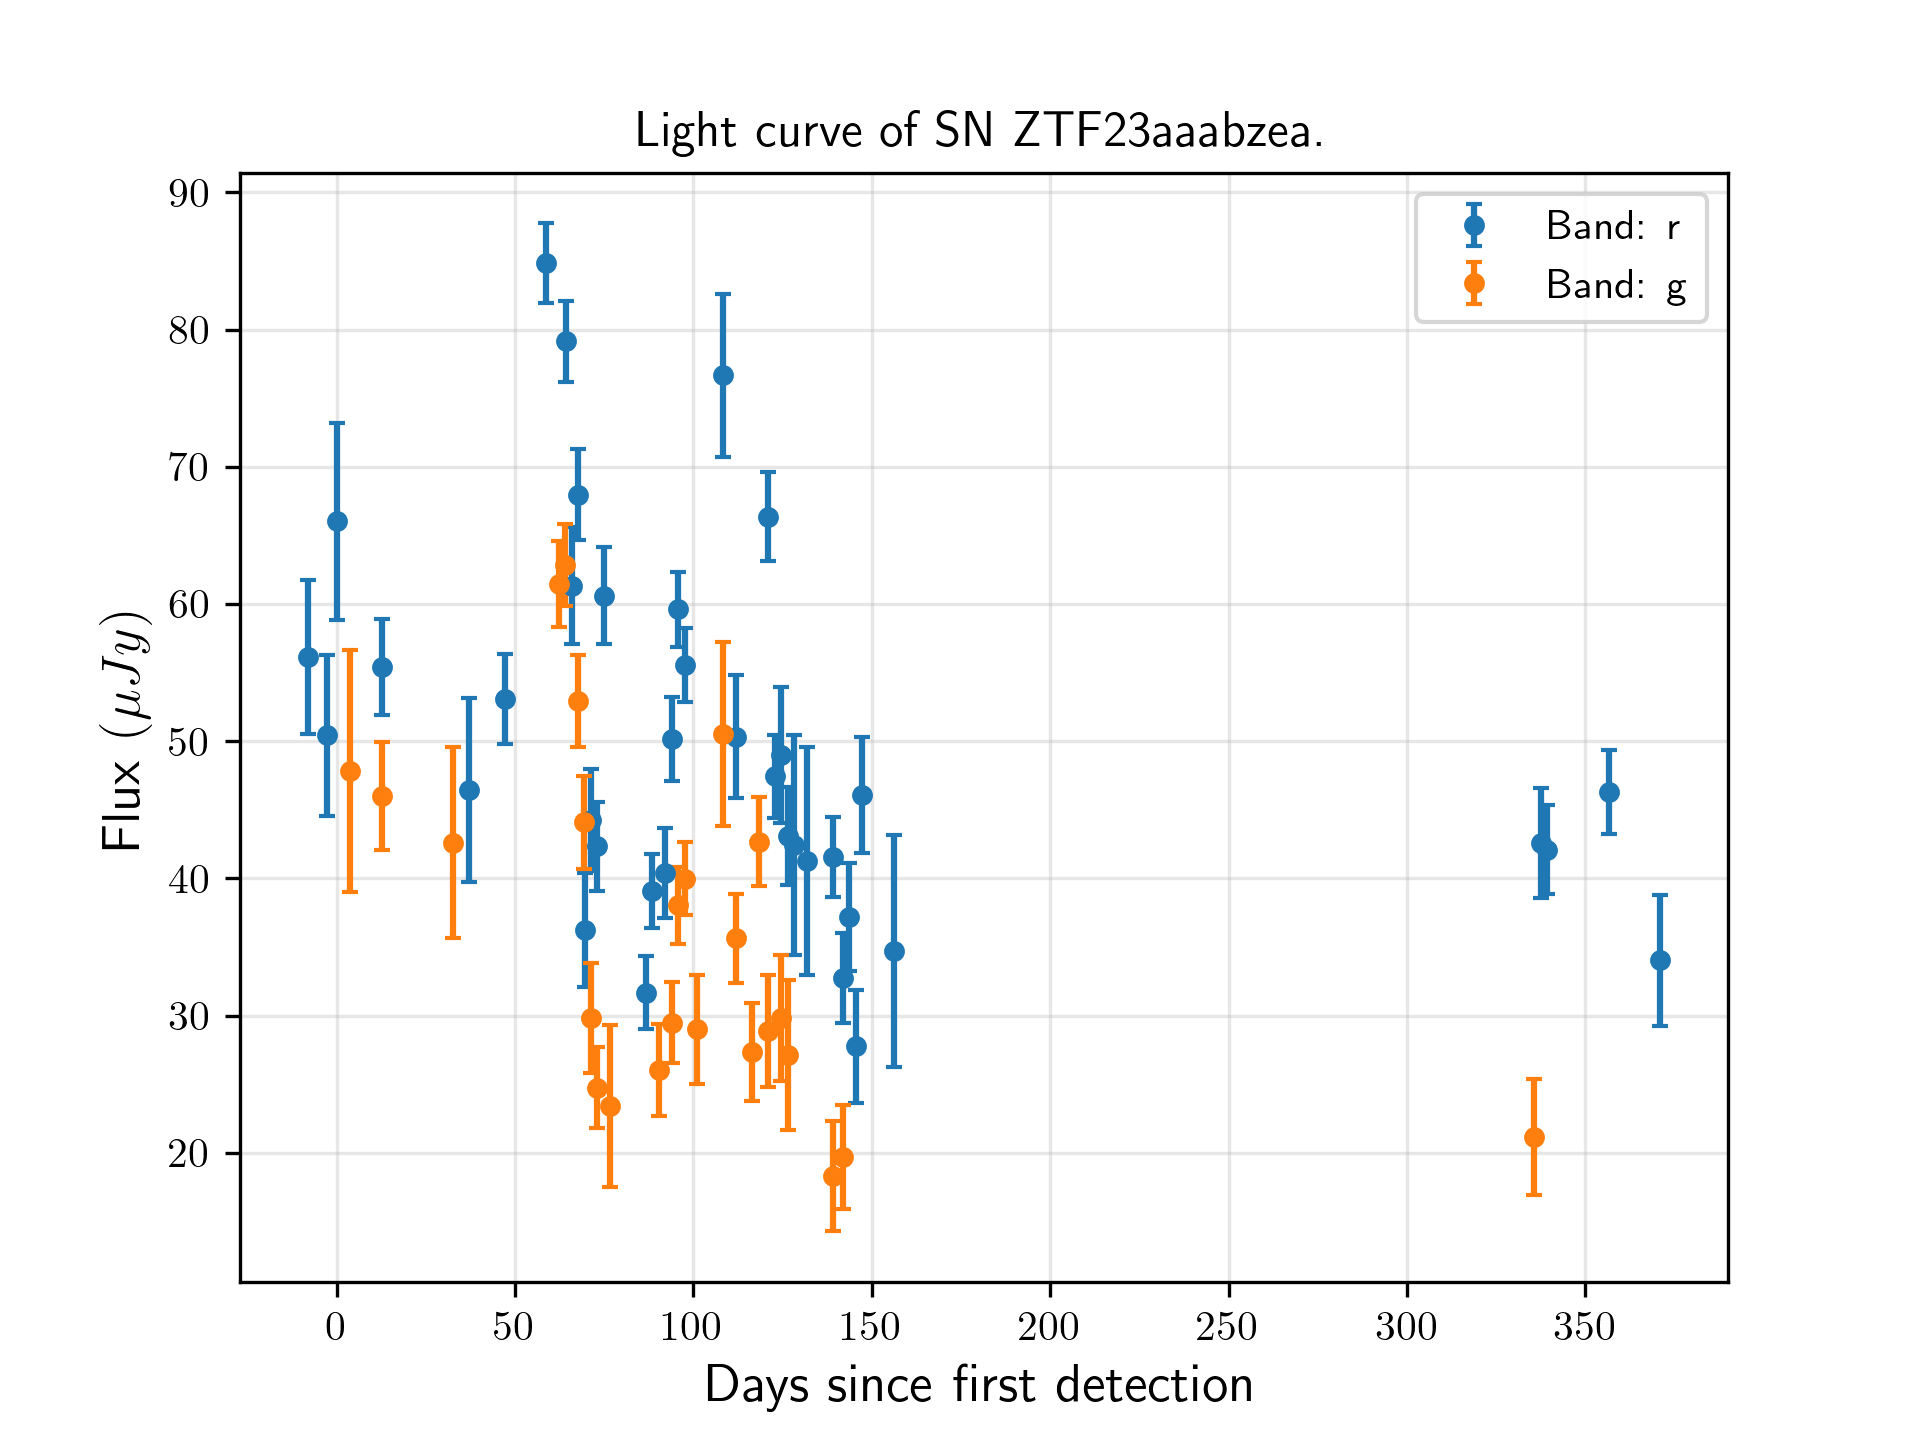 Light curve of SN ZTF23aaabzea.
90
80
70
60
50
40
30
20
Flux (μJy)
Band: r
Band: g
0 50 100 150 200 250 300 350
Days since first detection